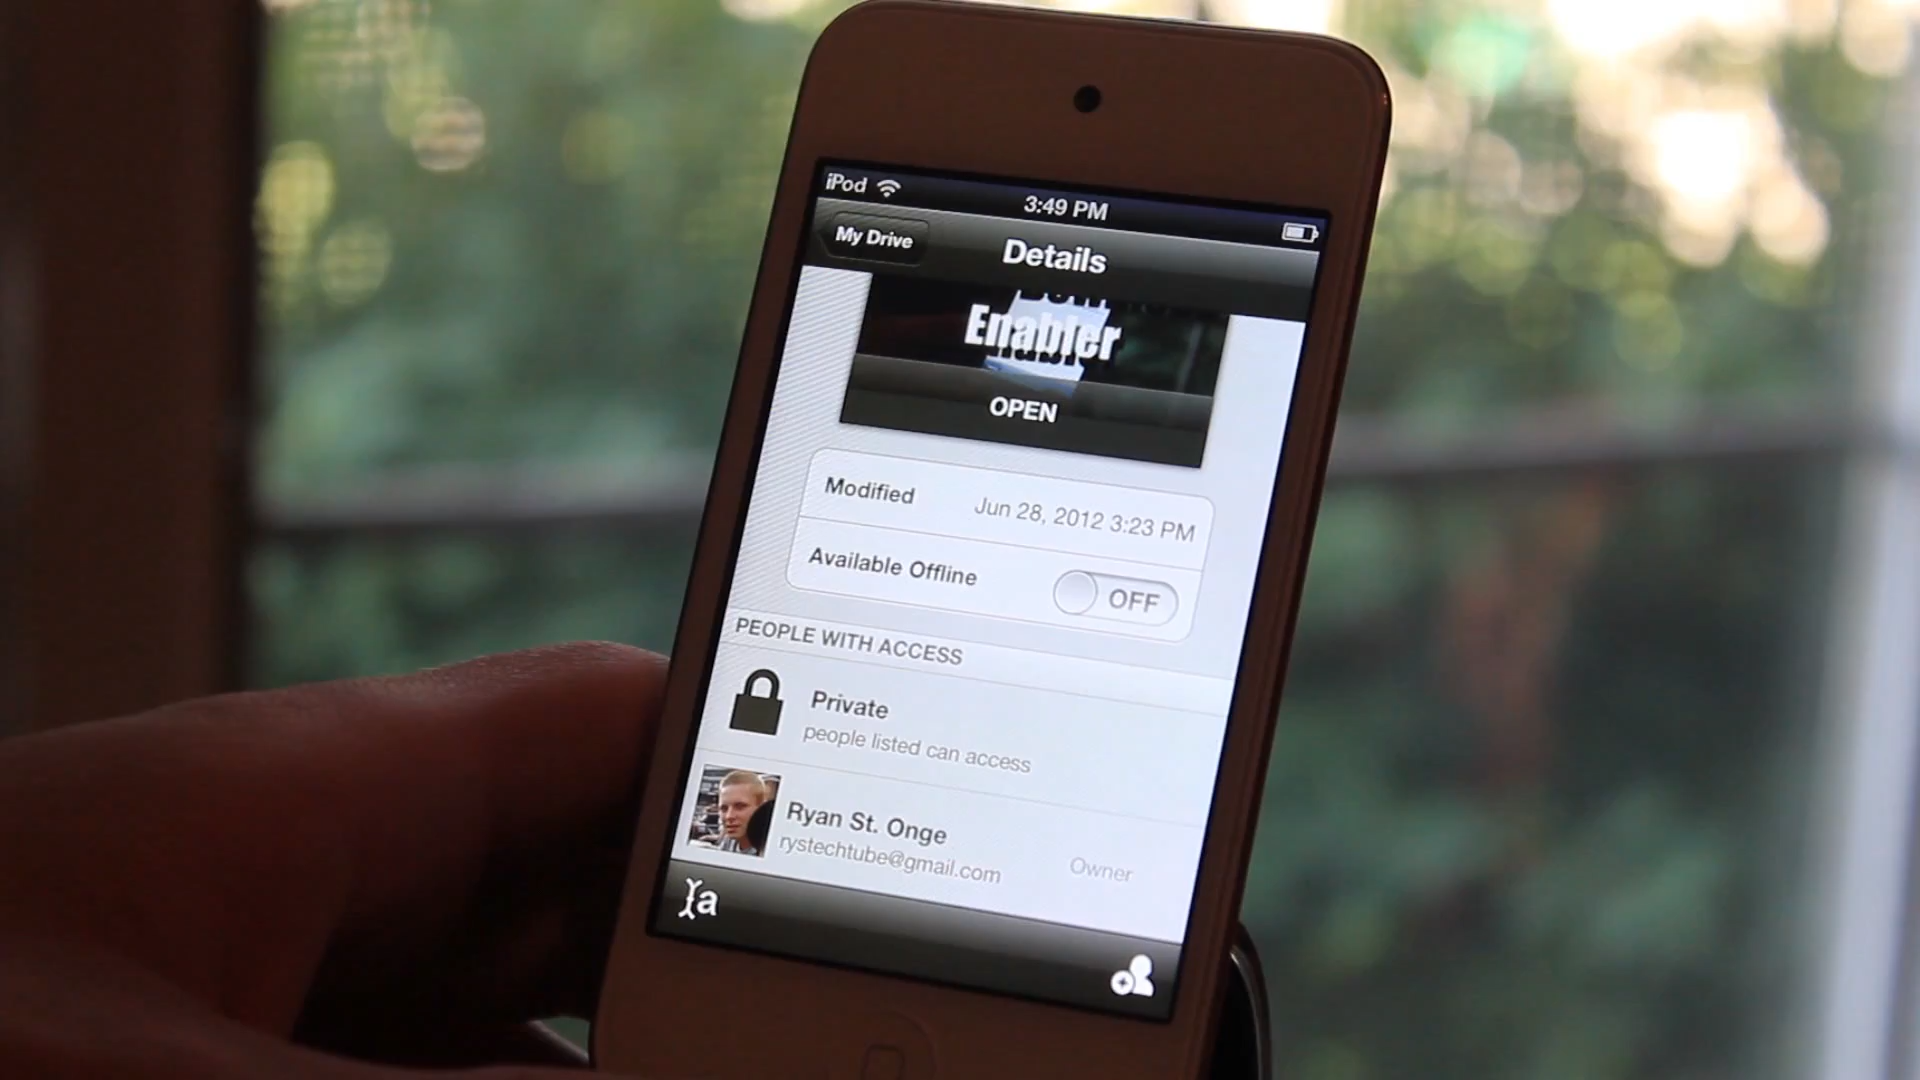 iPod
3:49 PM
My Drive
Details
Enabler
OPEN
Modified
Jun 28, 2012 3:23 PM
Available Offline
OFF
PEOPLE WITH ACCESS
Private
people listed can access
Ryan St. Onge
rystechtube@gmail.com
Owner
a